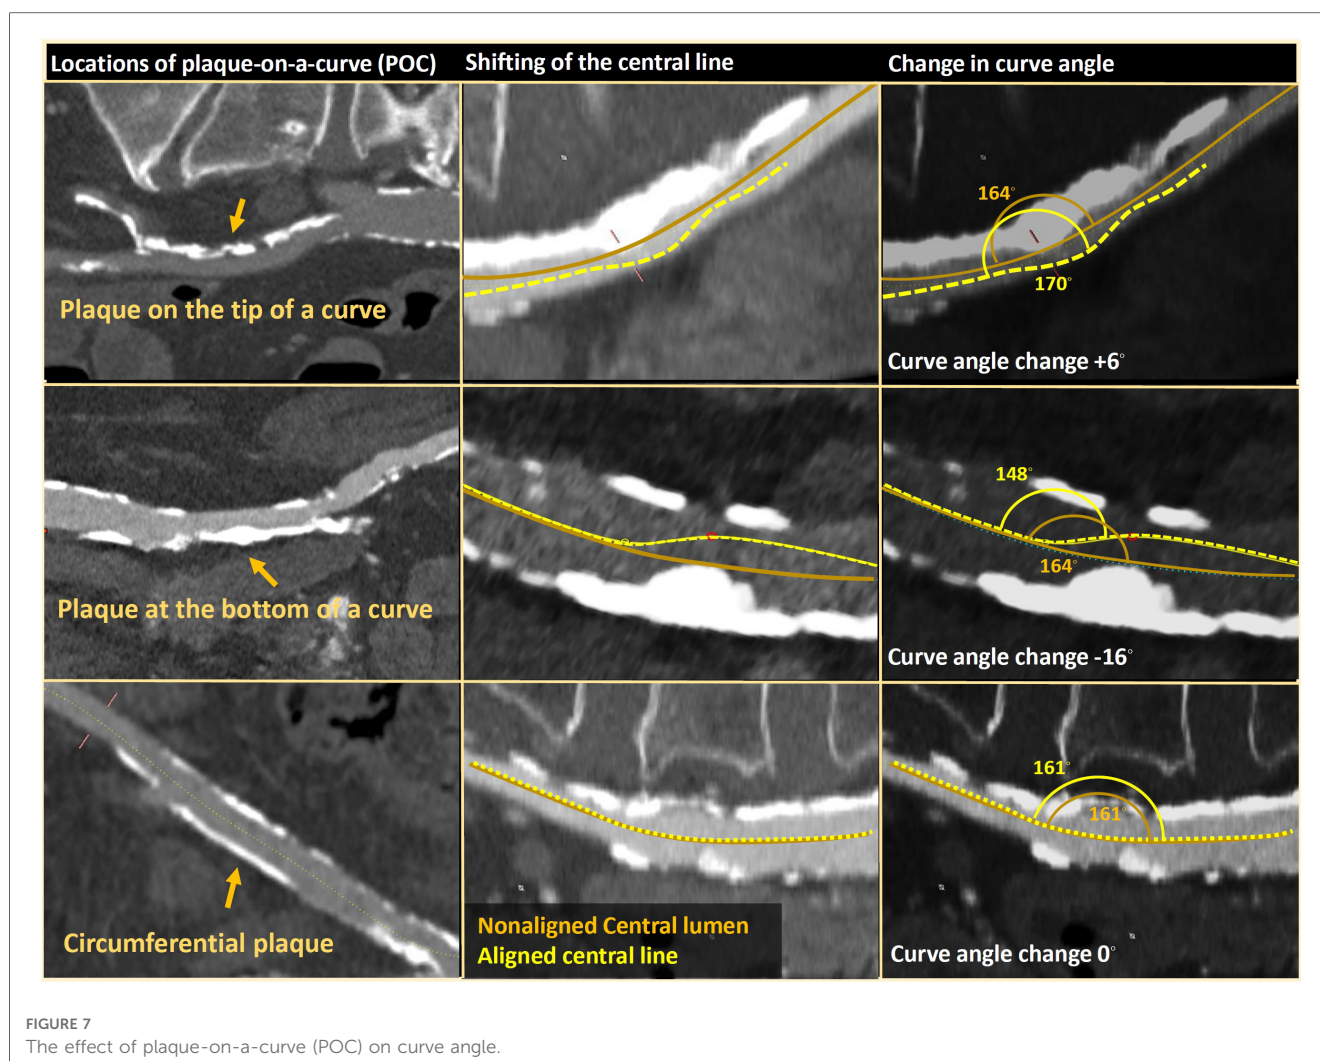 Locations of plaque-on-a-curve (POC)
Shifting of the central line
Change in curve angle
Plaque on the tip of a curve
164°
170°
Curve angle change +6°
Plaque at the bottom of a curve
148°
164°
Curve angle change -16°
Circumferential plaque
Nonaligned Central lumen
Aligned central line
161°
161°
Curve angle change 0°
FIGURE 7
The effect of plaque-on-a-curve (POC) on curve angle.